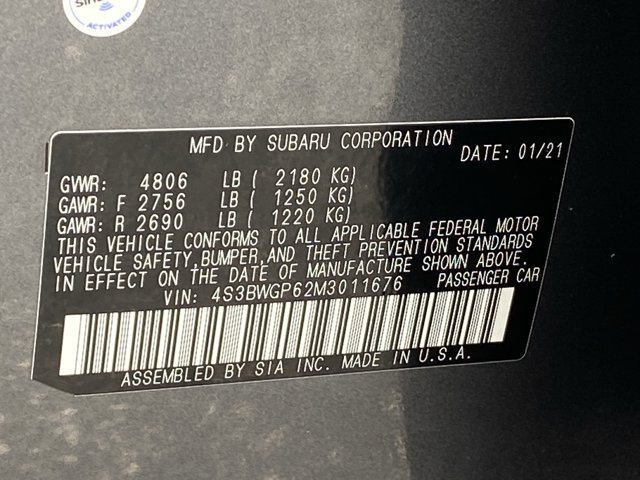 ACTIVATED
MFD BY SUBARU CORPORATION
DATE: 01/21
GVWR: 4806 LB ( 2180 KG)
GAWR: F 2756 LB ( 1250 KG)
GAWR: R 2690 LB ( 1220 KG)
THIS VEHICLE CONFORMS TO ALL APPLICABLE FEDERAL MOTOR
VEHICLE SAFETY, BUMPER, AND THEFT PREVENTION STANDARDS
IN EFFECT ON THE DATE OF MANUFACTURE SHOWN ABOVE.
VIN: 4S3BWGP62M3011676 PASSENGER CAR
ASSEMBLED BY SIA INC. MADE IN U.S.A.